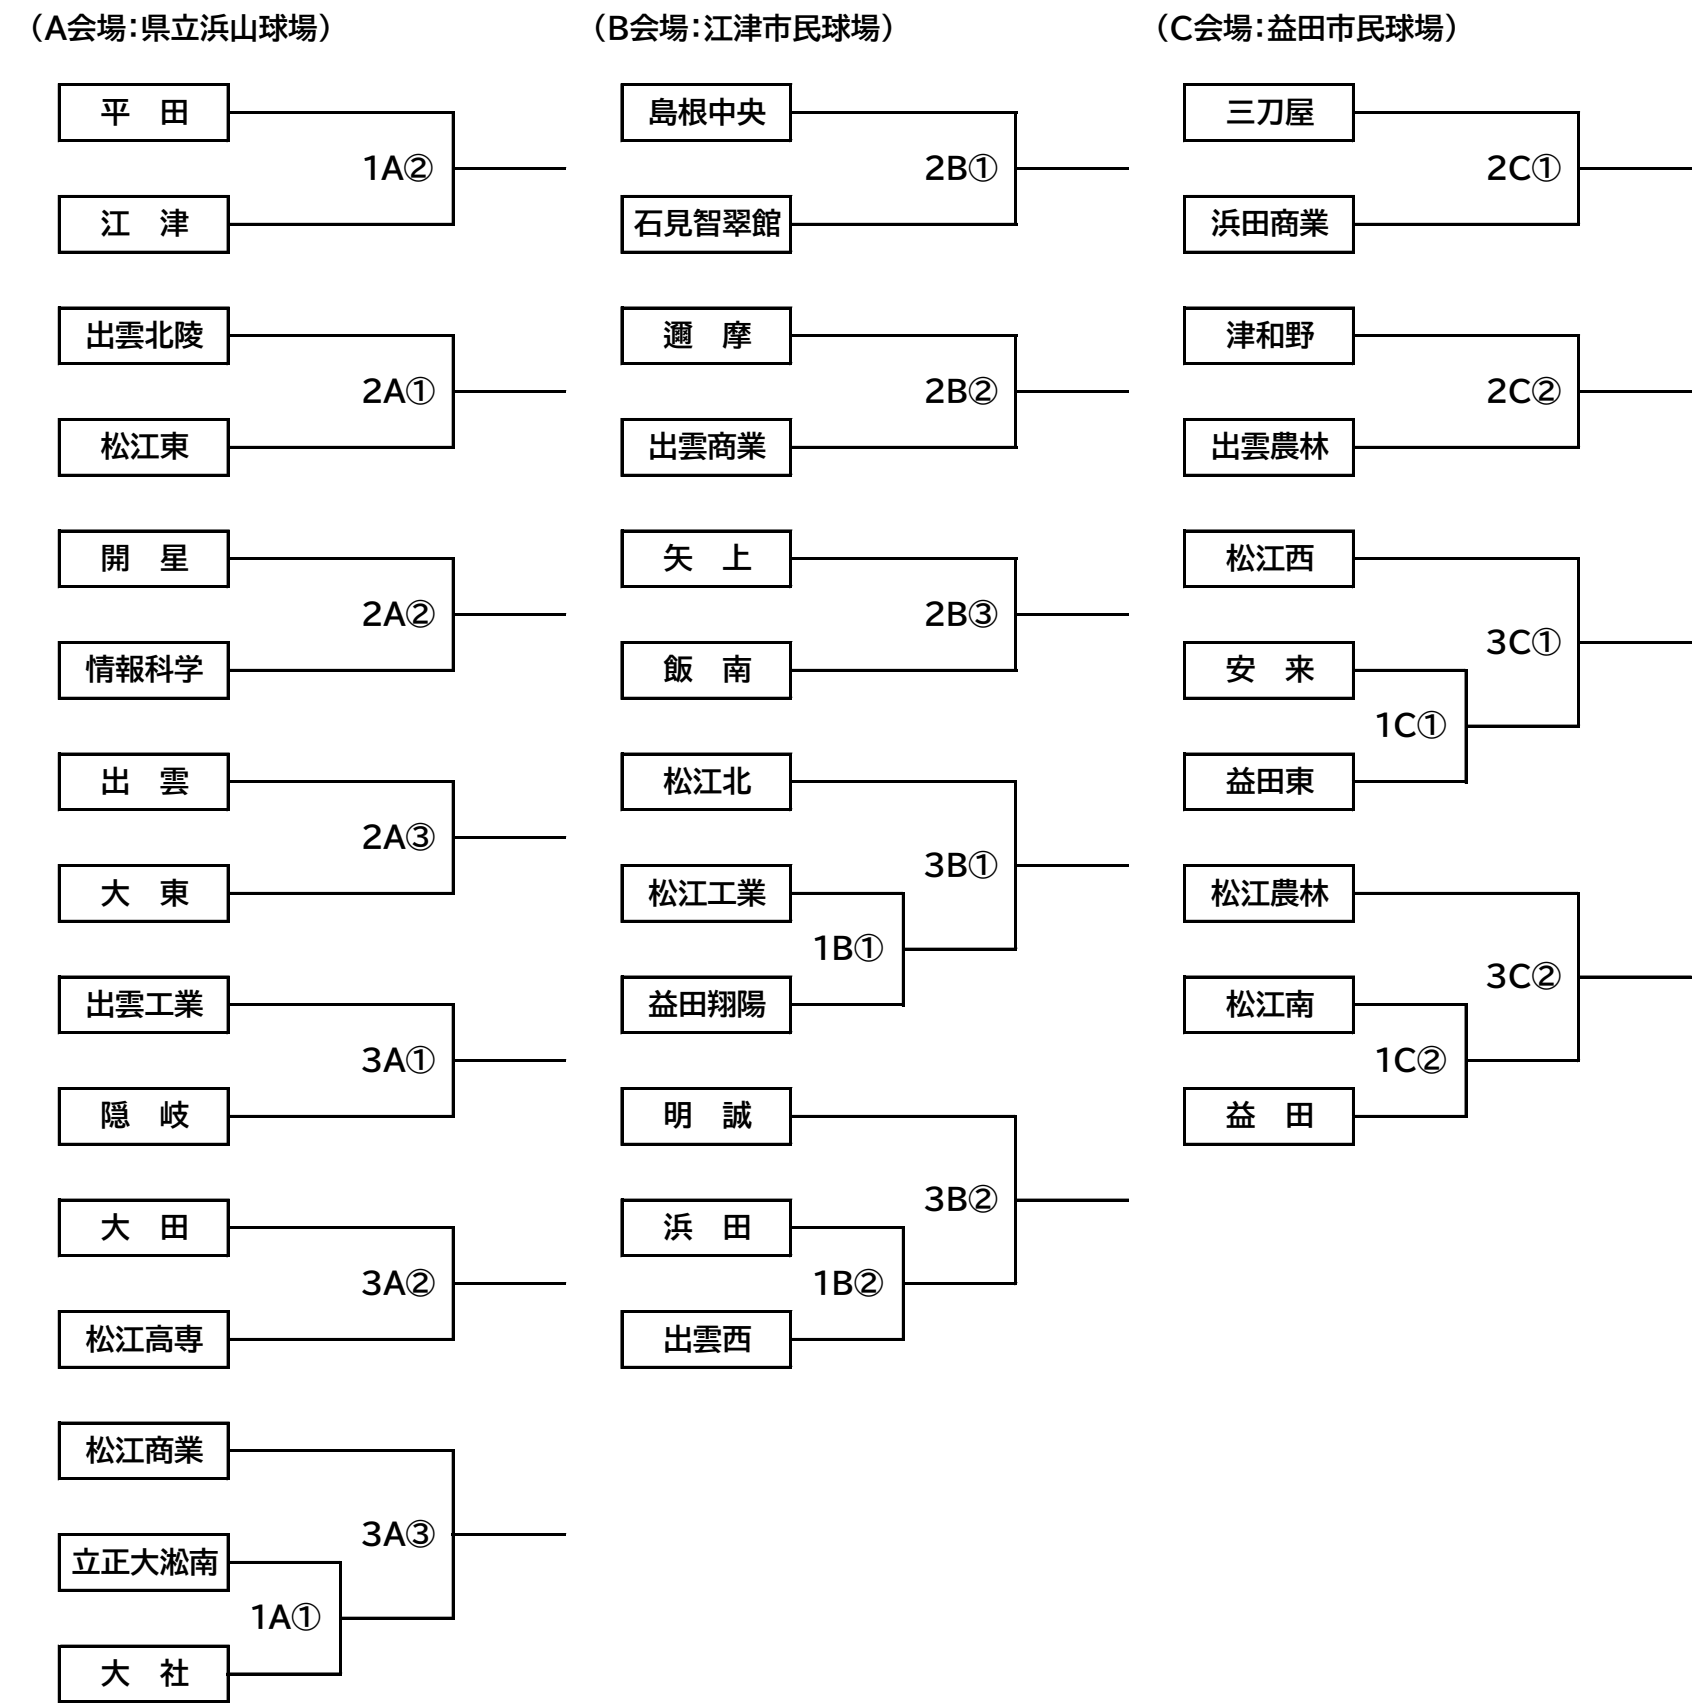 （A会場：県立浜山球場）
平　田
1A②
江　津
出雲北陵
2A①
松江東
開　星
2A②
情報科学
出　雲
2A③
大　東
出雲工業
3A①
隠　岐
大　田
3A②
松江高専
松江商業
3A③
立正大淞南
1A①
大　社
（B会場：江津市民球場）
島根中央
2B①
石見智翠館
邇　摩
2B②
出雲商業
矢　上
2B③
飯　南
松江北
3B①
松江工業
1B①
益田翔陽
明　誠
3B②
浜　田
1B②
出雲西
（C会場：益田市民球場）
三刀屋
2C①
浜田商業
津和野
2C②
出雲農林
松江西
3C①
安　来
1C①
益田東
松江農林
3C②
松江南
1C②
益　田